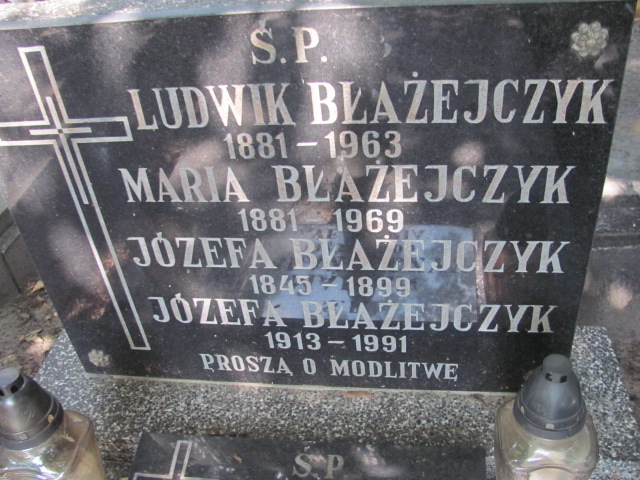 Ś.P.
LUDWIK BŁAŻEJCZYK
1881 – 1963
MARIA BŁAŻEJCZYK
1881 – 1969
JÓZEFA BŁAŻEJCZYK
1845 – 1899
JÓZEFA BŁAŻEJCZYK
1913 – 1991
PROSZĄ O MODLITWĘ
Ś.P.